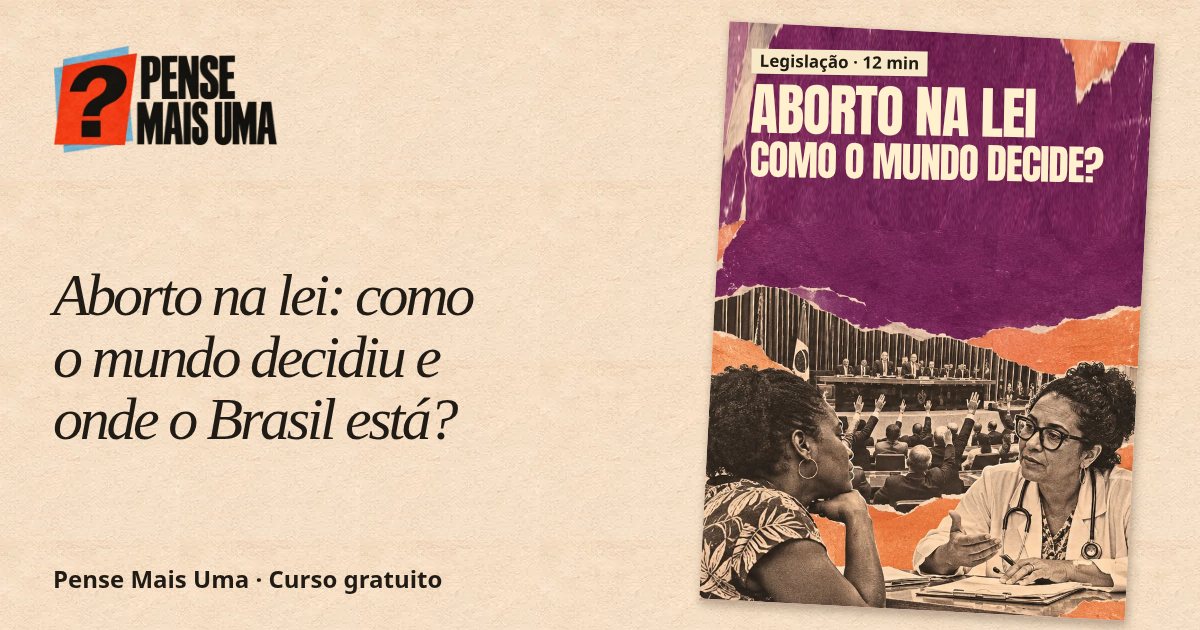 ?
PENSE
MAIS UMA
Aborto na lei: como
o mundo decidiu e
onde o Brasil está?
Pense Mais Uma · Curso gratuito
Legislação · 12 min
ABORTO NA LEI
COMO O MUNDO DECIDE?